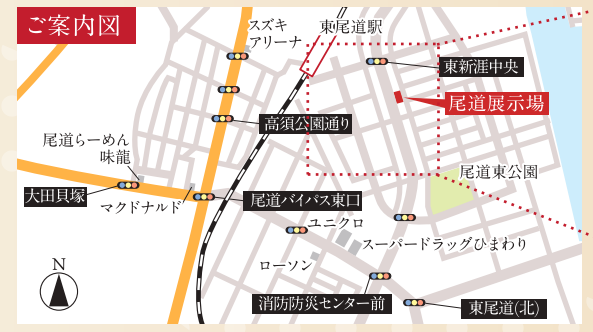 ご案内図
スズキ
アリーナ
東尾道駅
東新涯中央
尾道展示場
高須公園通り
尾道らーめん
味龍
尾道東公園
大田貝塚
マクドナルド
尾道バイパス東口
ユニクロ
スーパードラッグひまわり
ローソン
N
消防防災センター前
東尾道(北)